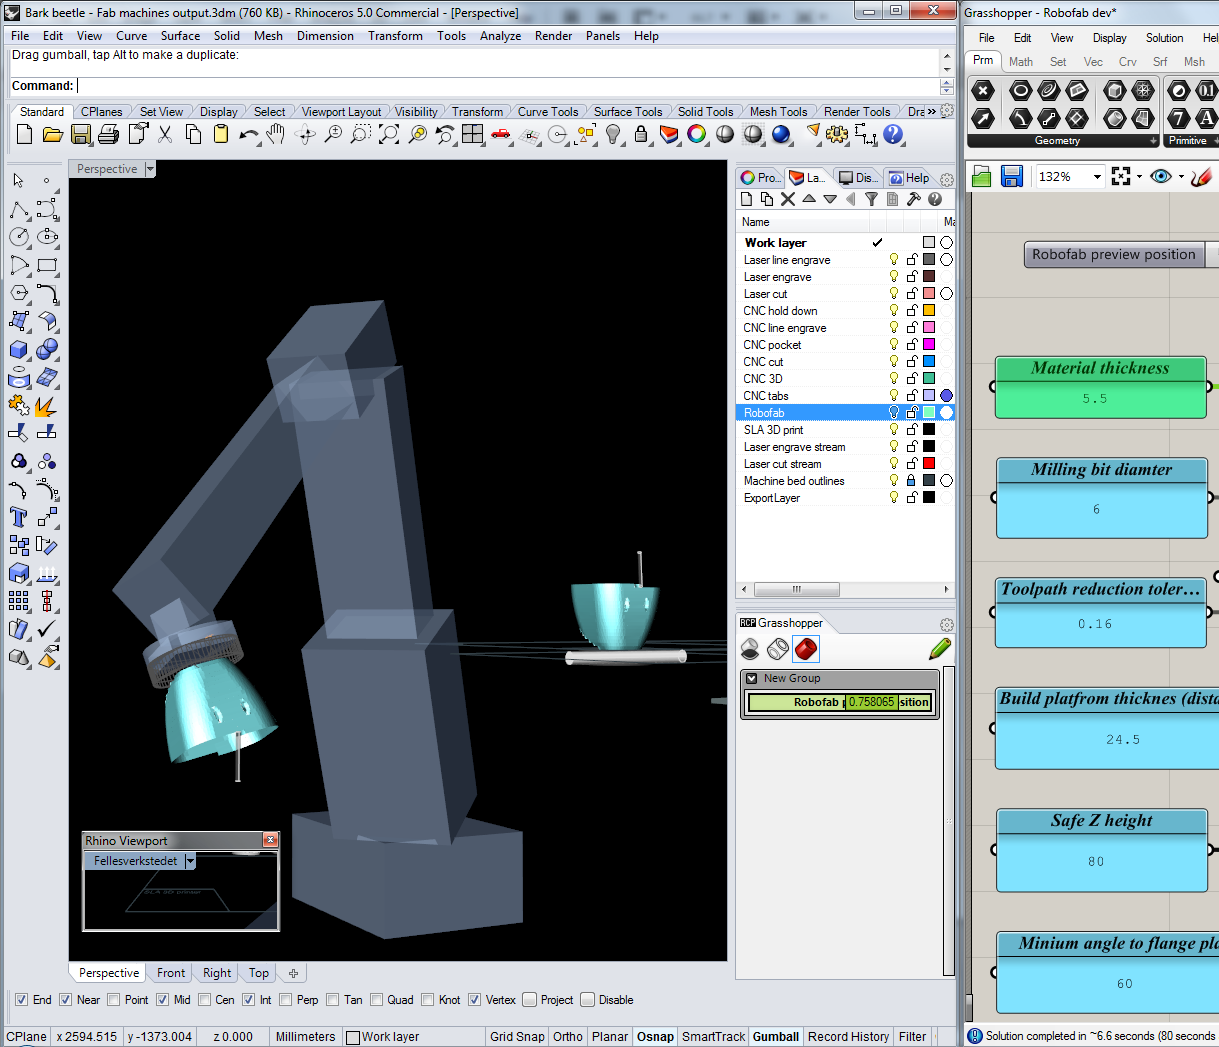 Bark beetle - Fab machines output.3dm (760 KB) - Rhinoceros 5.0 Commercial - [Perspective]
File Edit View Curve Surface Solid Mesh Dimension Transform Tools Analyze Render Panels Help
Drag gumball, tap Alt to make a duplicate:
Command:
Standard CPlanes Set View Display Select Viewport Layout Visibility Transform Curve Tools Surface Tools Solid Tools Mesh Tools Render Tools Dra
Perspective
Pro... La... Dis... Help
Name Ma
Work layer
Laser line engrave
Laser engrave
Laser cut
CNC hold down
CNC line engrave
CNC pocket
CNC cut
CNC 3D
CNC tabs
Robofab
SLA 3D print
Laser engrave stream
Laser cut stream
Machine bed outlines
ExportLayer
RCP Grasshopper
New Group
Robofab p 0.758065 sition
Rhino Viewport
Fellesverkstedet
SLA 3D printer
Perspective Front Right Top
End Near Point Mid Cen Int Perp Tan Quad Knot Vertex Project Disable
CPlane x 2594.515 y -1373.004 z 0.000 Millimeters Work layer Grid Snap Ortho Planar Osnap SmartTrack Gumball Record History Filter
Grasshopper - Robofab dev*
File Edit View Display Solution Hel
Prm Math Set Vec Crv Srf Msh
0.1
7 A
Geometry Primitive
132%
Robofab preview position
Material thickness
5.5
Milling bit diamter
6
Toolpath reduction toler...
0.16
Build platfrom thicknes (dista
24.5
Safe Z height
80
Minium angle to flange pla
60
Solution completed in ~6.6 seconds (80 seconds